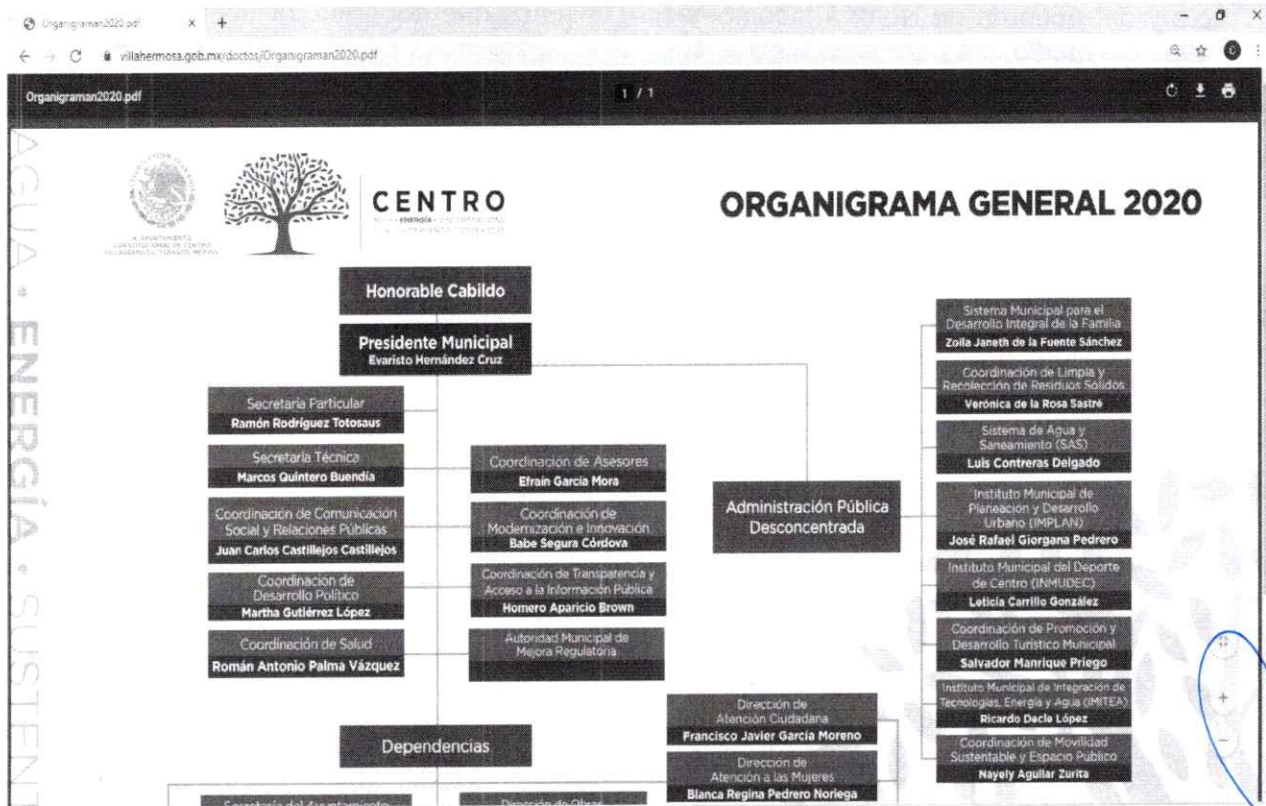 Organigraman2020.pdf
villahermosa.gob.mx/doctos/Organigraman2020.pdf
Organigraman2020.pdf
1 / 1
AGUA • ENERGÍA • SUSTENT
CENTRO
ORGANIGRAMA GENERAL 2020
Honorable Cabildo
Presidente Municipal
Evaristo Hernández Cruz
Secretaría Particular
Ramón Rodríguez Totosaus
Secretaría Técnica
Marcos Quintero Buendía
Coordinación de Comunicación
Social y Relaciones Públicas
Juan Carlos Castillejos Castillejos
Coordinación de
Desarrollo Político
Martha Gutiérrez López
Coordinación de Salud
Román Antonio Palma Vázquez
Coordinación de Asesores
Efraín García Mora
Coordinación de
Modernización e Innovación
Babe Segura Córdova
Coordinación de Transparencia y
Acceso a la Información Pública
Homero Aparicio Brown
Autoridad Municipal de
Mejora Regulatoria
Administración Pública
Desconcentrada
Sistema Municipal para el
Desarrollo Integral de la Familia
Zoila Janeth de la Fuente Sánchez
Coordinación de Limpia y
Recolección de Residuos Sólidos
Verónica de la Rosa Sastré
Sistema de Agua y
Saneamiento (SAS)
Luis Contreras Delgado
Instituto Municipal de
Planeación y Desarrollo
Urbano (IMPLAN)
José Rafael Giorgana Pedrero
Instituto Municipal del Deporte
de Centro (INMUDEC)
Leticia Carrillo González
Coordinación de Promoción y
Desarrollo Turístico Municipal
Salvador Manrique Priego
Instituto Municipal de Integración de
Tecnologías, Energía y Agua (IMITEA)
Ricardo Decle López
Coordinación de Movilidad
Sustentable y Espacio Público
Nayely Aguilar Zurita
Dependencias
Dirección de
Atención Ciudadana
Francisco Javier García Moreno
Dirección de
Atención a las Mujeres
Blanca Regina Pedrero Noriega
Secretaría del Ayuntamiento
Dirección de Obras